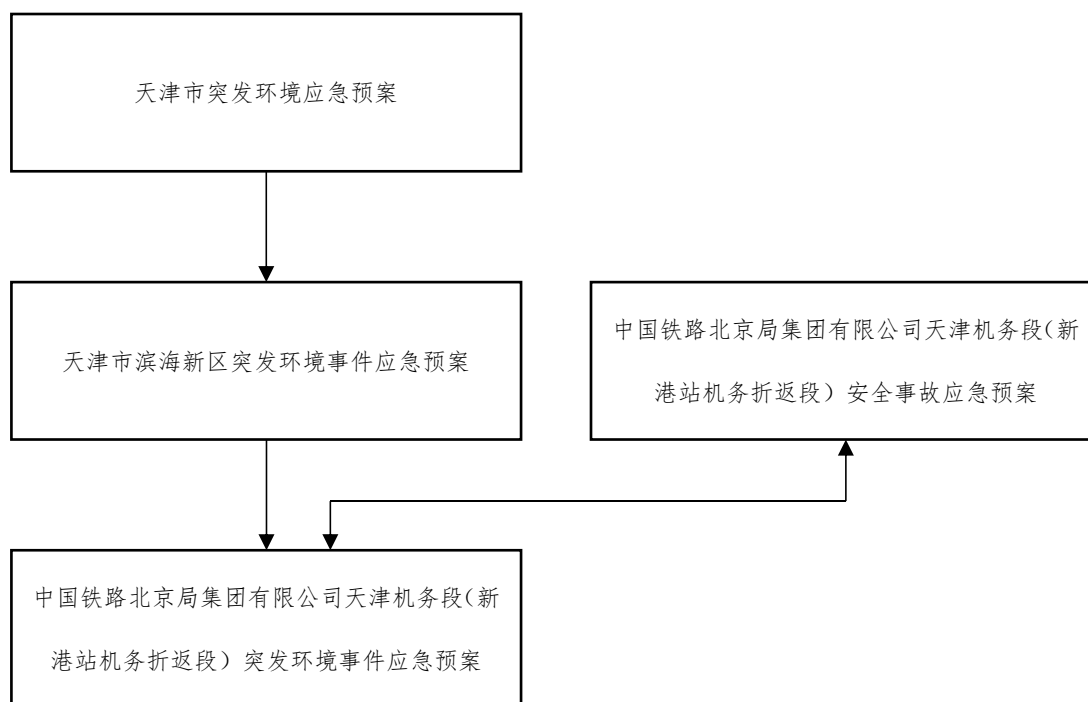 天津市突发环境应急预案
天津市滨海新区突发环境事件应急预案
中国铁路北京局集团有限公司天津机务段(新
港站机务折返段）安全事故应急预案
中国铁路北京局集团有限公司天津机务段(新
港站机务折返段）突发环境事件应急预案